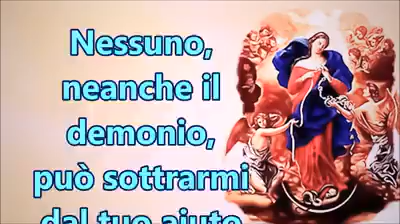 Nessuno,
neanche il
demonio,
può sottrarmi
dal tuo aiuto